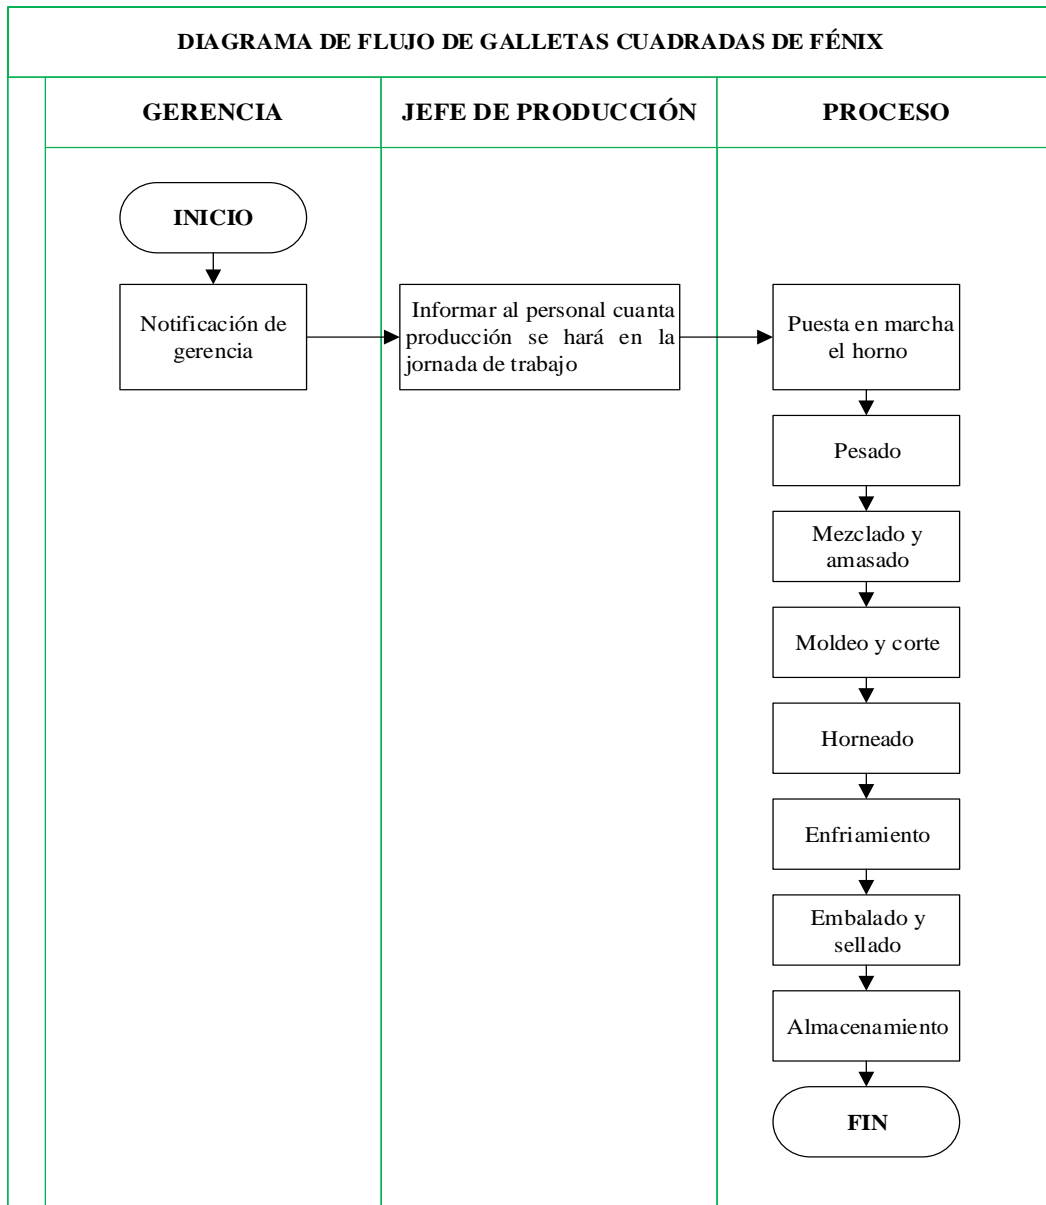 DIAGRAMA DE FLUJO DE GALLETAS CUADRADAS DE FÉNIX
GERENCIA
JEFE DE PRODUCCIÓN
PROCESO
INICIO
Notificación de
gerencia
Informar al personal cuanta
producción se hará en la
jornada de trabajo
Puesta en marcha
el horno
Pesado
Mezclado y
amasado
Moldeo y corte
Horneado
Enfriamiento
Embalado y
sellado
Almacenamiento
FIN